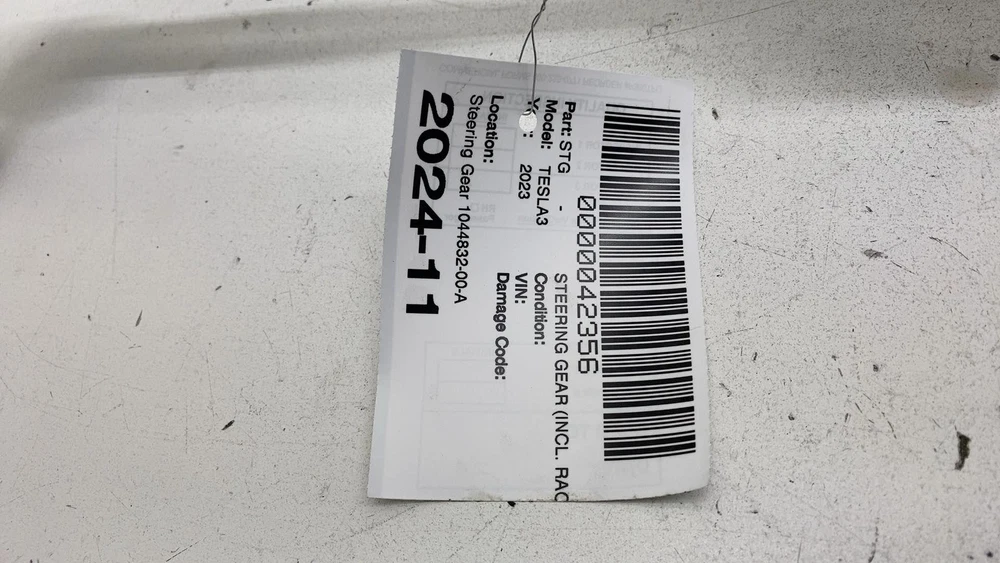 0000042356
Part: STG - STEERING GEAR (INCL. RAC
Model: TESLA3 Condition:
2023 VIN:
Location: Damage Code:
Steering Gear 1044832-00-A
2024-11